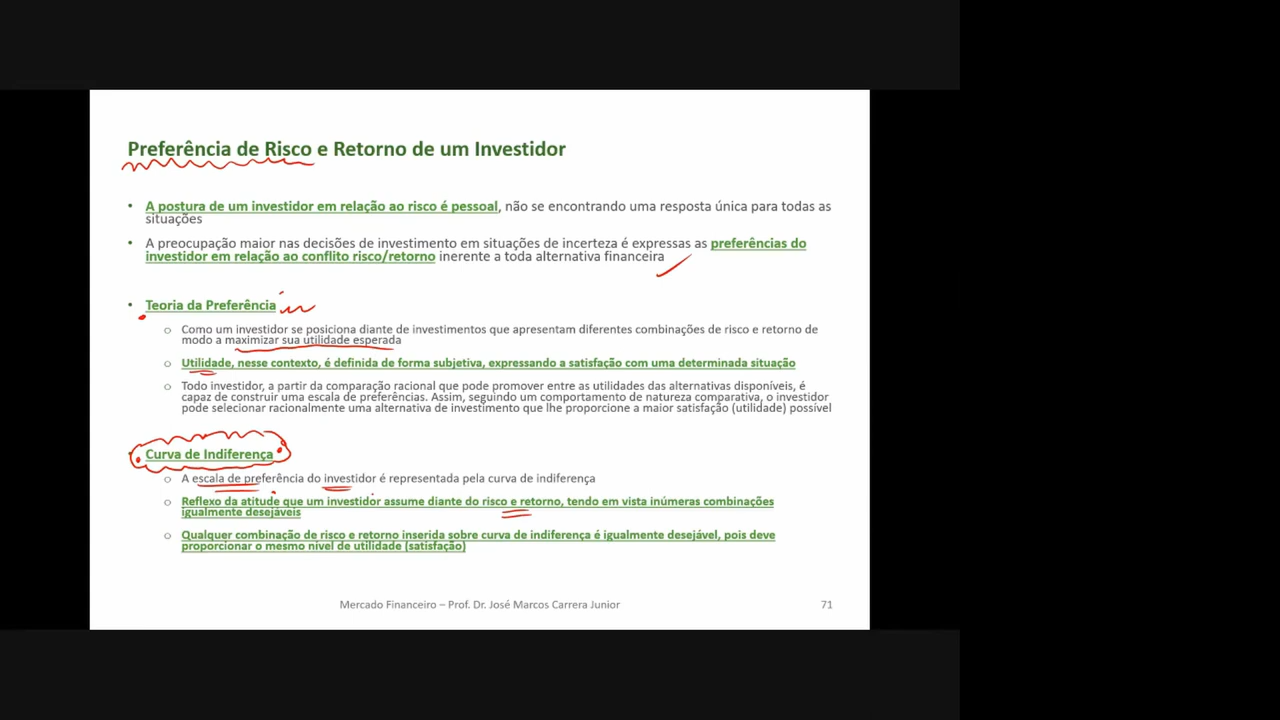 Preferência de Risco e Retorno de um Investidor
• A postura de um investidor em relação ao risco é pessoal, não se encontrando uma resposta única para todas as
situações
• A preocupação maior nas decisões de investimento em situações de incerteza é expressas as preferências do
investidor em relação ao conflito risco/retorno inerente a toda alternativa financeira
• Teoria da Preferência
o Como um investidor se posiciona diante de investimentos que apresentam diferentes combinações de risco e retorno de
modo a maximizar sua utilidade esperada
o Utilidade, nesse contexto, é definida de forma subjetiva, expressando a satisfação com uma determinada situação
o Todo investidor, a partir da comparação racional que pode promover entre as utilidades das alternativas disponíveis, é
capaz de construir uma escala de preferências. Assim, seguindo um comportamento de natureza comparativa, o investidor
pode selecionar racionalmente uma alternativa de investimento que lhe proporcione a maior satisfação (utilidade) possível
• Curva de Indiferença
o A escala de preferência do investidor é representada pela curva de indiferença
o Reflexo da atitude que um investidor assume diante do risco e retorno, tendo em vista inúmeras combinações
igualmente desejáveis
o Qualquer combinação de risco e retorno inserida sobre curva de indiferença é igualmente desejável, pois deve
proporcionar o mesmo nível de utilidade (satisfação)
Mercado Financeiro – Prof. Dr. José Marcos Carrera Junior
71